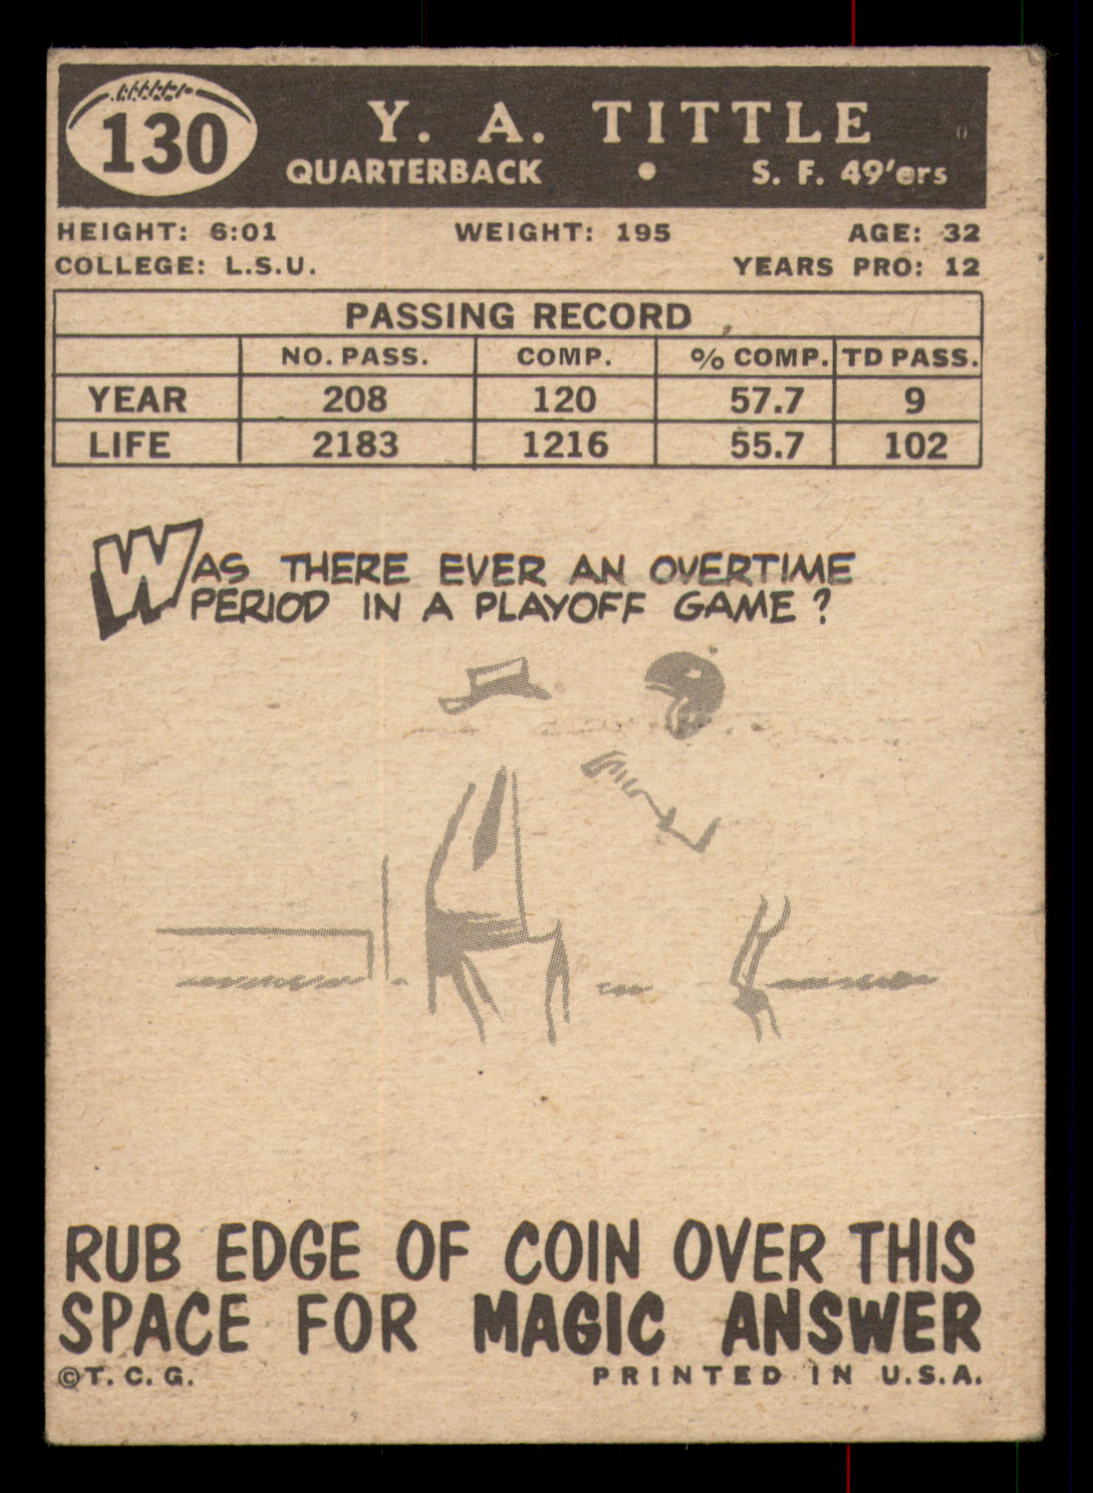 130
Y. A. TITTLE
QUARTERBACK • S. F. 49'ers
HEIGHT: 6:01 WEIGHT: 195 AGE: 32
COLLEGE: L.S.U. YEARS PRO: 12
PASSING RECORD
NO. PASS. COMP. % COMP. TD PASS.
YEAR 208 120 57.7 9
LIFE 2183 1216 55.7 102
WAS THERE EVER AN OVERTIME
PERIOD IN A PLAYOFF GAME?
RUB EDGE OF COIN OVER THIS
SPACE FOR MAGIC ANSWER
©T. C. G. PRINTED IN U.S.A.